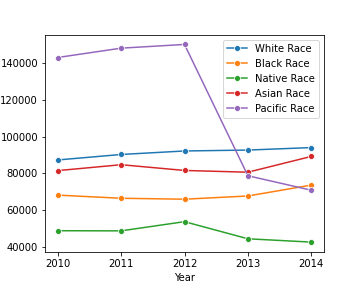 White Race
Black Race
Native Race
Asian Race
Pacific Race
140000
120000
100000
80000
60000
40000
2010 2011 2012 2013 2014
Year